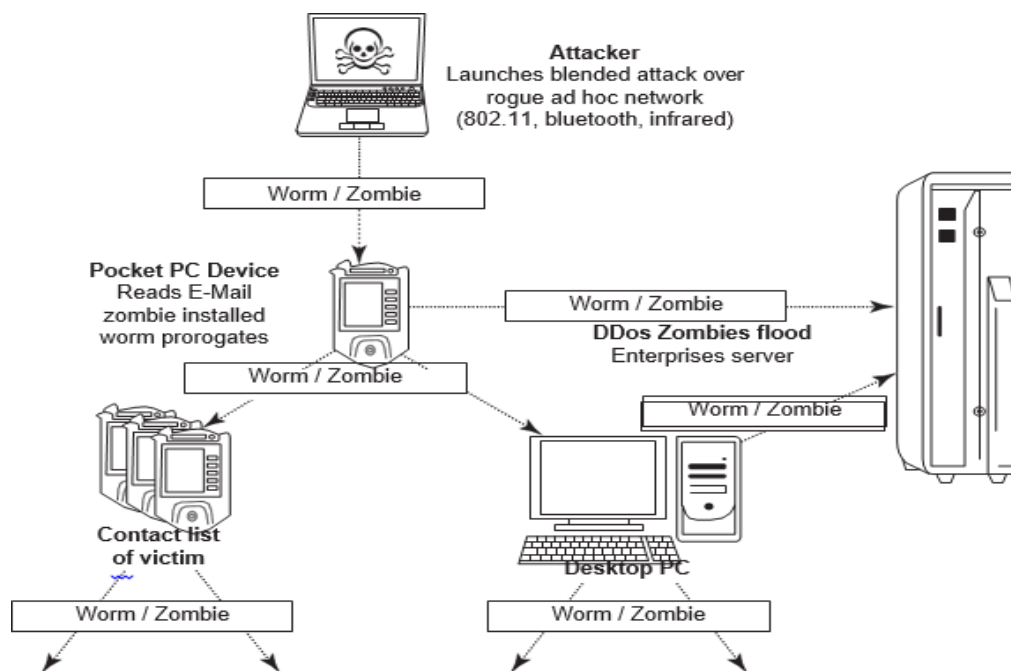 Attacker
Launches blended attack over
rogue ad hoc network
(802.11, bluetooth, infrared)
Worm / Zombie
Pocket PC Device
Reads E-Mail
zombie installed
worm prorogates
Worm / Zombie
DDos Zombies flood
Enterprises server
Worm / Zombie
Worm / Zombie
Contact list
of victim
Desktop PC
Worm / Zombie
Worm / Zombie